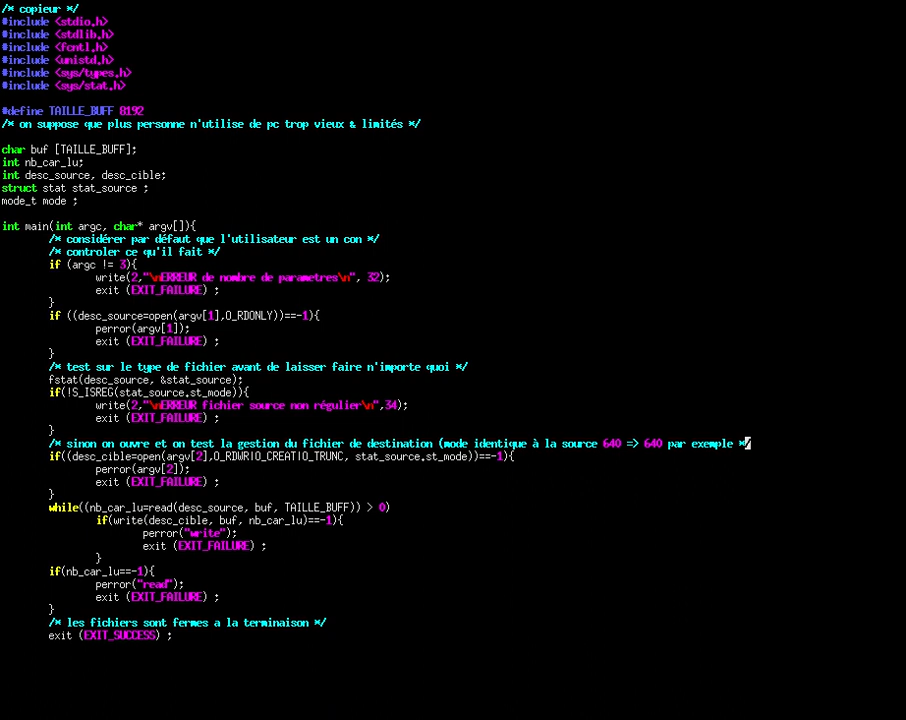 /* copieur */
#include <stdio.h>
#include <stdlib.h>
#include <fcntl.h>
#include <unistd.h>
#include <sys/types.h>
#include <sys/stat.h>
#define TAILLE_BUFF 8192
/* on suppose que plus personne n'utilise de pc trop vieux & limités */
char buf [TAILLE_BUFF];
int nb_car_lu;
int desc_source, desc_cible;
struct stat stat_source ;
mode_t mode ;
int main(int argc, char* argv[]){
/* considérer par défaut que l'utilisateur est un con */
/* controler ce qu'il fait */
if (argc != 3){
write(2,"\nERREUR de nombre de parametres\n", 32);
exit (EXIT_FAILURE) ;
}
if ((desc_source=open(argv[1],O_RDONLY))==-1){
perror(argv[1]);
exit (EXIT_FAILURE) ;
}
/* test sur le type de fichier avant de laisser faire n'importe quoi */
fstat(desc_source, &stat_source);
if(!S_ISREG(stat_source.st_mode)){
write(2,"\nERREUR fichier source non régulier\n",34);
exit (EXIT_FAILURE) ;
}
/* sinon on ouvre et on test la gestion du fichier de destination (mode identique à la source 640 => 640 par exemple */
if((desc_cible=open(argv[2],O_RDWR|O_CREAT|O_TRUNC, stat_source.st_mode))==-1){
perror(argv[2]);
exit (EXIT_FAILURE) ;
}
while((nb_car_lu=read(desc_source, buf, TAILLE_BUFF)) > 0)
if(write(desc_cible, buf, nb_car_lu)==-1){
perror("write");
exit (EXIT_FAILURE) ;
}
if(nb_car_lu==-1){
perror("read");
exit (EXIT_FAILURE) ;
}
/* les fichiers sont fermes a la terminaison */
exit (EXIT_SUCCESS) ;